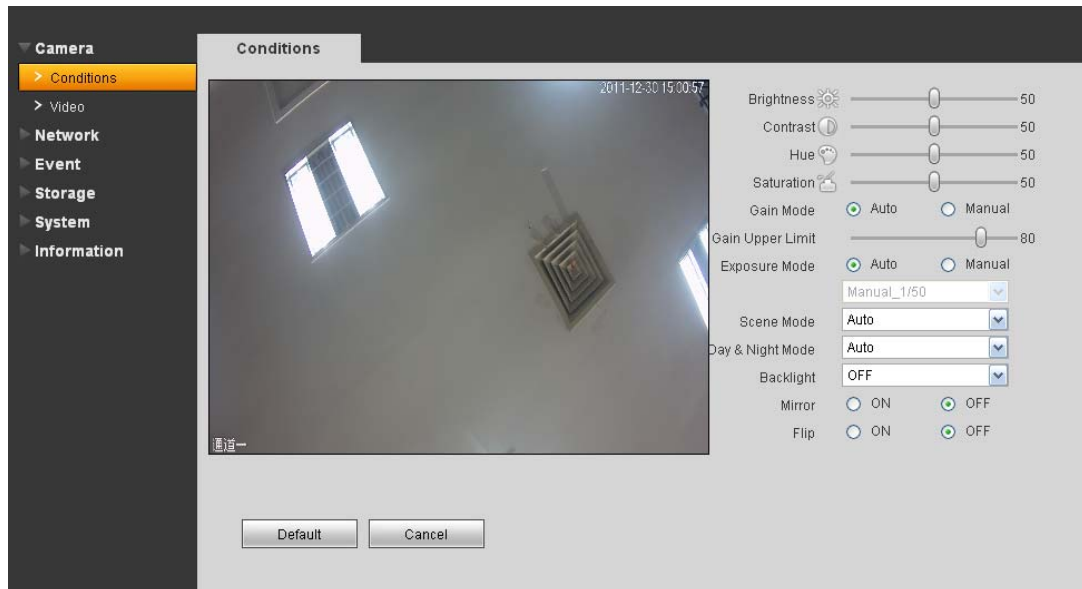 Camera
Conditions
Video
Network
Event
Storage
System
Information
Conditions
2011-12-30 15:00:57
通道一
Brightness 50
Contrast 50
Hue 50
Saturation 50
Gain Mode Auto Manual
Gain Upper Limit 80
Exposure Mode Auto Manual
Manual_1/50
Scene Mode Auto
Day & Night Mode Auto
Backlight OFF
Mirror ON OFF
Flip ON OFF
Default Cancel